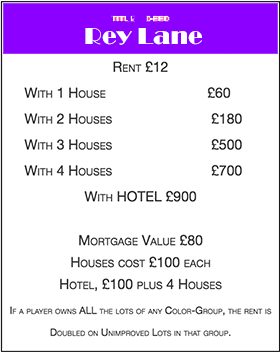 Rey Lane
Rent £12
With 1 House £60
With 2 Houses £180
With 3 Houses £500
With 4 Houses £700
With HOTEL £900
Mortgage Value £80
Houses cost £100 each
Hotel, £100 plus 4 Houses
If a player owns ALL the lots of any Color-Group, the rent is
Doubled on Unimproved Lots in that group.